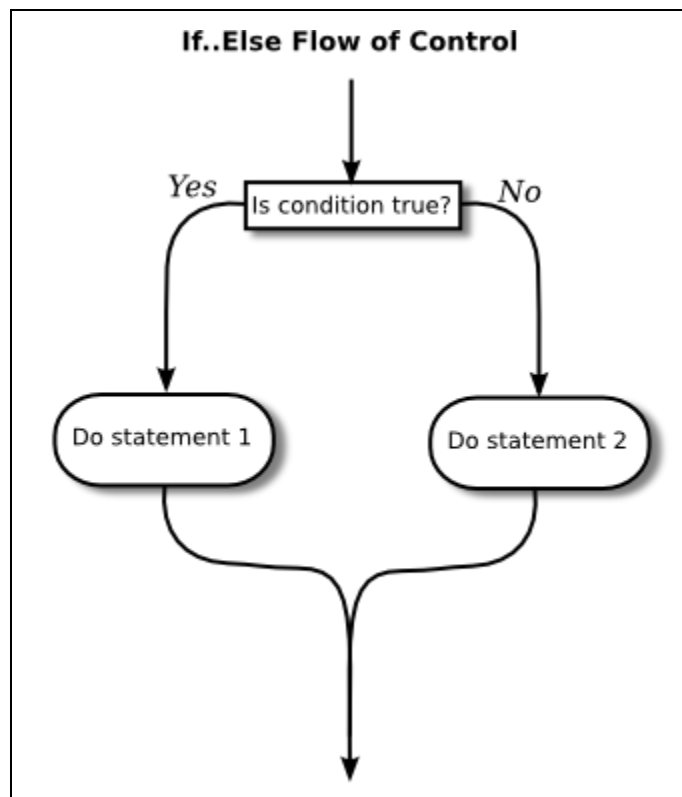 If..Else Flow of Control
Yes
No
Is condition true?
Do statement 1
Do statement 2